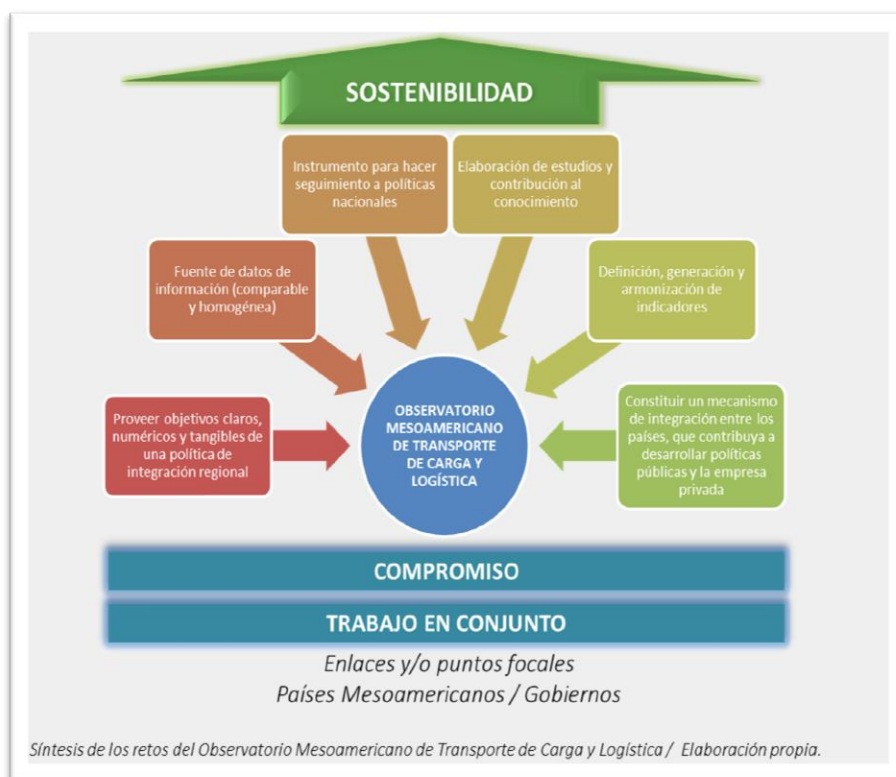 SOSTENIBILIDAD
Instrumento para hacer
seguimiento a políticas
nacionales
Elaboración de estudios y
contribución al
conocimiento
Fuente de datos de
información (comparable
y homogénea)
Definición, generación y
armonización de
indicadores
Proveer objetivos claros,
numéricos y tangibles de
una política de
integración regional
OBSERVATORIO
MESOAMERICANO
DE TRANSPORTE
DE CARGA Y
LOGÍSTICA
Constituir un mecanismo
de integración entre los
países, que contribuya a
desarrollar políticas
públicas y la empresa
privada
COMPROMISO
TRABAJO EN CONJUNTO
Enlaces y/o puntos focales
Países Mesoamericanos / Gobiernos
Síntesis de los retos del Observatorio Mesoamericano de Transporte de Carga y Logística / Elaboración propia.